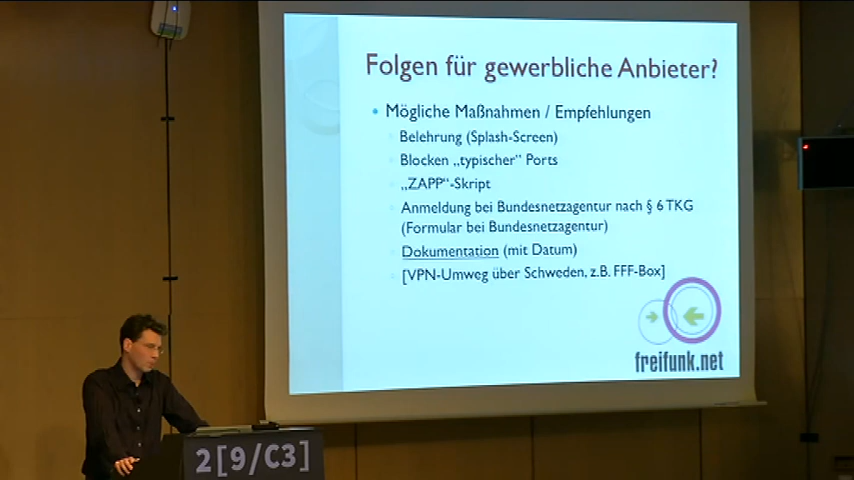 Folgen für gewerbliche Anbieter?
Mögliche Maßnahmen / Empfehlungen
Belehrung (Splash-Screen)
Blocken „typischer" Ports
„ZAPP"-Skript
Anmeldung bei Bundesnetzagentur nach § 6 TKG
(Formular bei Bundesnetzagentur)
Dokumentation (mit Datum)
[VPN-Umweg über Schweden, z.B. FFF-Box]
freifunk.net
2[9/C3]